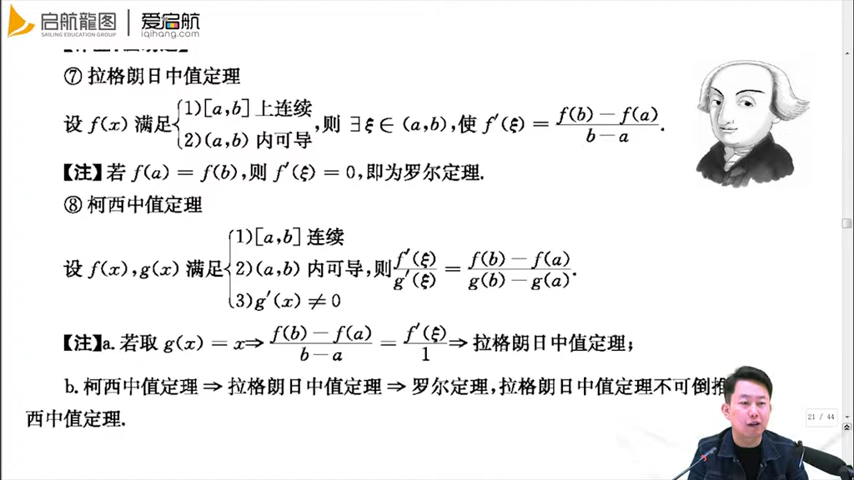 启航龍图 爱启航
SAILING EDUCATION GROUP iqihang.com
⑦ 拉格朗日中值定理
设 f(x) 满足{1)[a,b]上连续 2)(a,b)内可导,则 ∃ξ∈(a,b),使 f′(ξ)=\frac{f(b)-f(a)}{b-a}.
【注】若 f(a)=f(b),则 f′(ξ)=0,即为罗尔定理.
⑧ 柯西中值定理
设 f(x),g(x) 满足{1)[a,b]连续 2)(a,b)内可导 3)g′(x)≠0,则\frac{f′(ξ)}{g′(ξ)}=\frac{f(b)-f(a)}{g(b)-g(a)}.
【注】a.若取 g(x)=x⇒\frac{f(b)-f(a)}{b-a}=\frac{f′(ξ)}{1}⇒拉格朗日中值定理;
b.柯西中值定理⇒拉格朗日中值定理⇒罗尔定理,拉格朗日中值定理不可倒推
西中值定理.
21 / 44